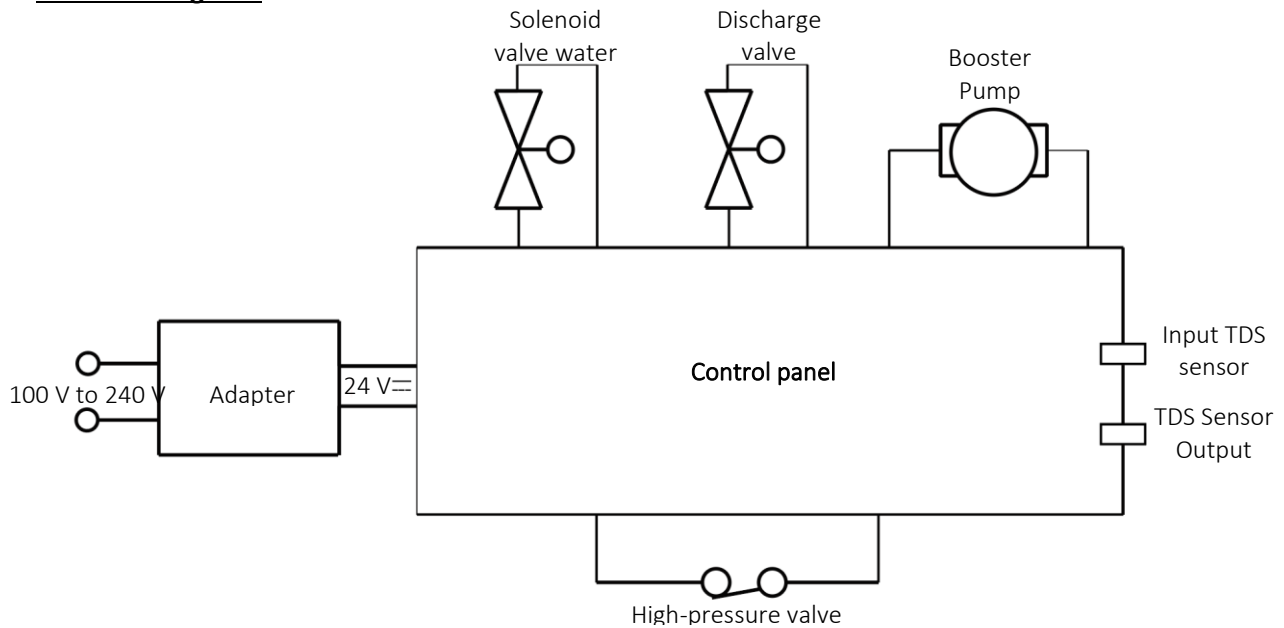 Solenoid
valve water
Discharge
valve
Booster
Pump
Input TDS
sensor
Control panel
100 V to 240 V
Adapter
24 V⎓
TDS Sensor
Output
High-pressure valve